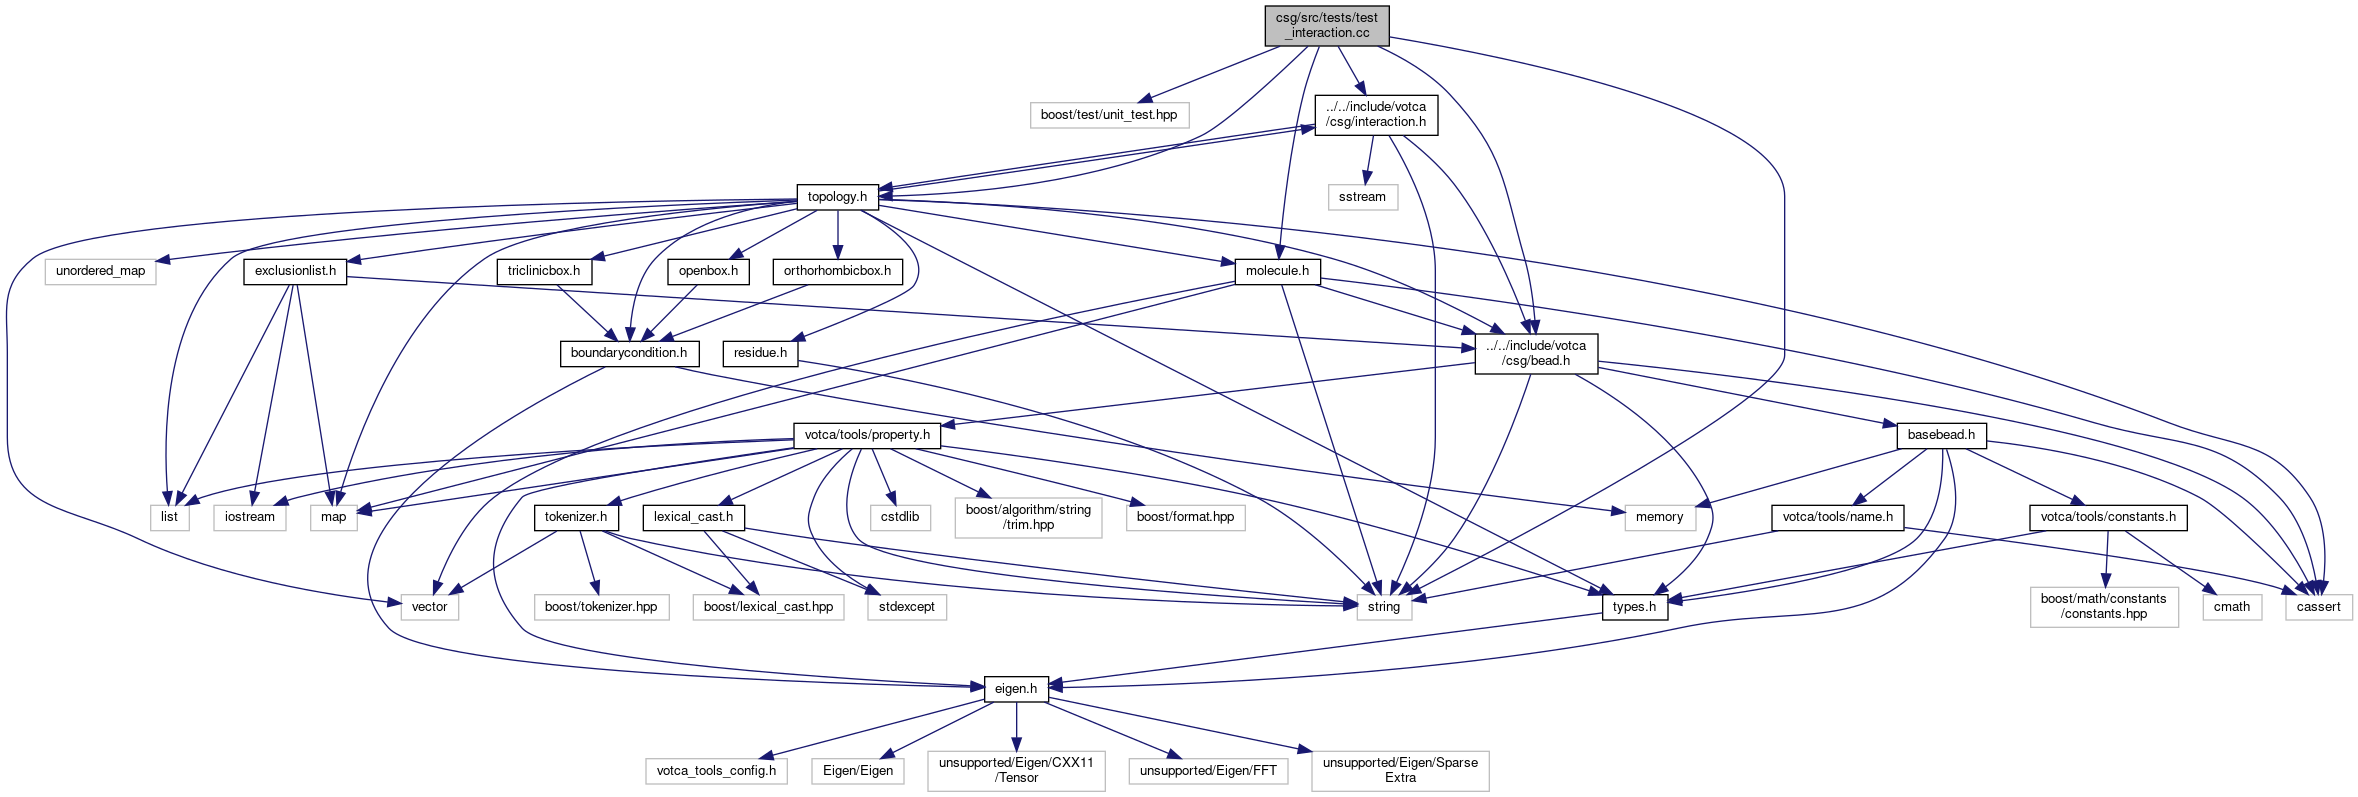 csg/src/tests/test
_interaction.cc
boost/test/unit_test.hpp
../../include/votca
/csg/interaction.h
topology.h
sstream
unordered_map
exclusionlist.h
triclinicbox.h
openbox.h
orthorhombicbox.h
molecule.h
boundarycondition.h
residue.h
../../include/votca
/csg/bead.h
votca/tools/property.h
basebead.h
list
iostream
map
tokenizer.h
lexical_cast.h
cstdlib
boost/algorithm/string
/trim.hpp
boost/format.hpp
memory
votca/tools/name.h
votca/tools/constants.h
vector
boost/tokenizer.hpp
boost/lexical_cast.hpp
stdexcept
string
types.h
boost/math/constants
/constants.hpp
cmath
cassert
eigen.h
votca_tools_config.h
Eigen/Eigen
unsupported/Eigen/CXX11
/Tensor
unsupported/Eigen/FFT
unsupported/Eigen/Sparse
Extra